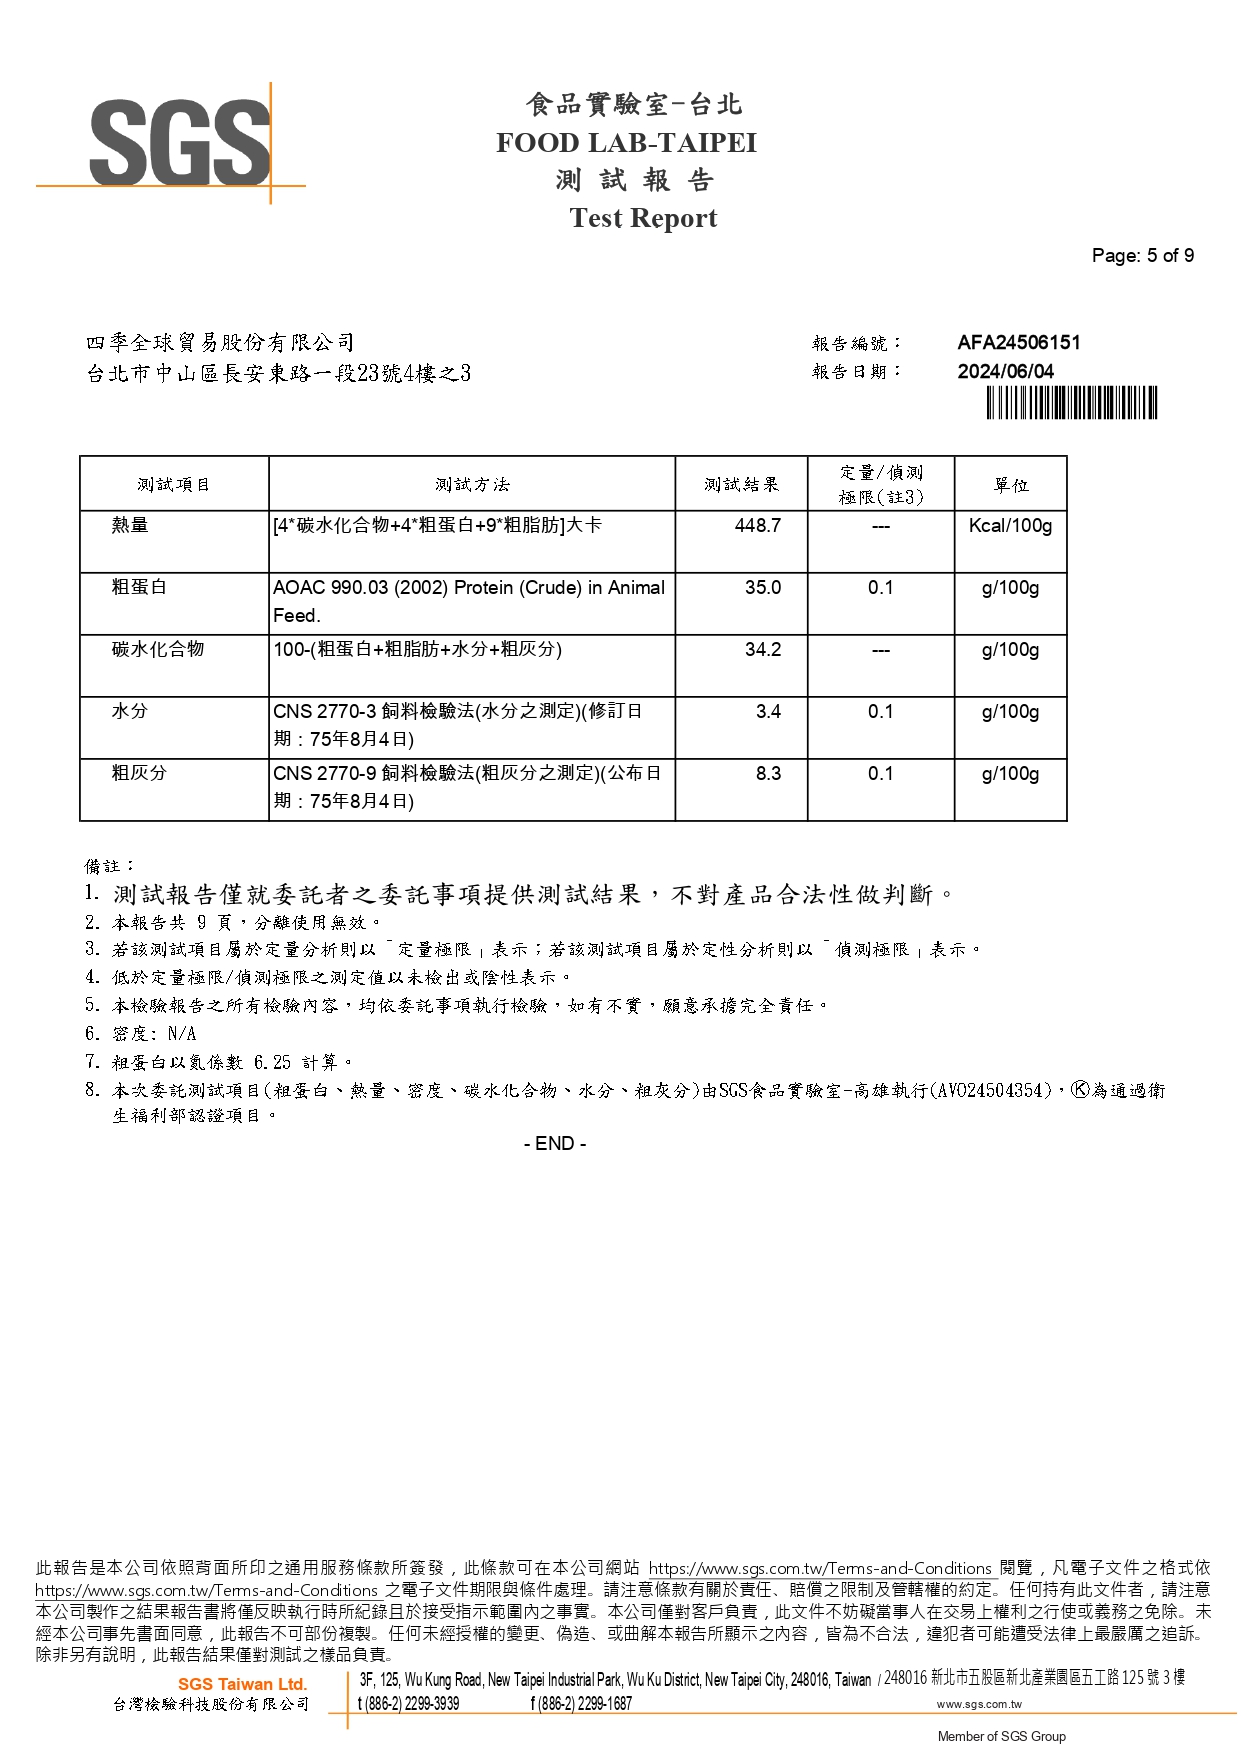 SGS
食品實驗室-台北
FOOD LAB-TAIPEI
測 試 報 告
Test Report
Page: 5 of 9
四季全球貿易股份有限公司
台北市中山區長安東路一段23號4樓之3
報告編號： AFA24506151
報告日期： 2024/06/04
測試項目 測試方法 測試結果 定量/偵測 極限(註3) 單位
熱量 [4*碳水化合物+4*粗蛋白+9*粗脂肪]大卡 448.7 --- Kcal/100g
粗蛋白 AOAC 990.03 (2002) Protein (Crude) in Animal 35.0 0.1 g/100g
Feed.
碳水化合物 100-(粗蛋白+粗脂肪+水分+粗灰分) 34.2 --- g/100g
水分 CNS 2770-3 飼料檢驗法(水分之測定)(修訂日 3.4 0.1 g/100g
期：75年8月4日)
粗灰分 CNS 2770-9 飼料檢驗法(粗灰分之測定)(公布日 8.3 0.1 g/100g
期：75年8月4日)
備註：
1. 測試報告僅就委託者之委託事項提供測試結果，不對產品合法性做判斷。
2. 本報告共 9 頁，分離使用無效。
3. 若該測試項目屬於定量分析則以「定量極限」表示；若該測試項目屬於定性分析則以「偵測極限」表示。
4. 低於定量極限/偵測極限之測定值以未檢出或陰性表示。
5. 本檢驗報告之所有檢驗內容，均依委託事項執行檢驗，如有不實，願意承擔完全責任。
6. 密度: N/A
7. 粗蛋白以氮係數 6.25 計算。
8. 本次委託測試項目(粗蛋白、熱量、密度、碳水化合物、水分、粗灰分)由SGS食品實驗室-高雄執行(AVO24504354)，Ⓚ為通過衛
生福利部認證項目。
- END -
此報告是本公司依照背面所印之通用服務條款所簽發，此條款可在本公司網站 https://www.sgs.com.tw/Terms-and-Conditions 閱覽，凡電子文件之格式依
https://www.sgs.com.tw/Terms-and-Conditions 之電子文件期限與條件處理。請注意條款有關於責任、賠償之限制及管轄權的約定。任何持有此文件者，請注意
本公司製作之結果報告書將僅反映執行時所紀錄且於接受指示範圍內之事實。本公司僅對客戶負責，此文件不妨礙當事人在交易上權利之行使或義務之免除。未
經本公司事先書面同意，此報告不可部份複製。任何未經授權的變更、偽造、或曲解本報告所顯示之內容，皆為不合法，違犯者可能遭受法律上最嚴厲之追訴。
除非另有說明，此報告結果僅對測試之樣品負責。
SGS Taiwan Ltd. 3F, 125, Wu Kung Road, New Taipei Industrial Park, Wu Ku District, New Taipei City, 248016, Taiwan / 248016 新北市五股區新北產業園區五工路 125 號 3 樓
台灣檢驗科技股份有限公司 t (886-2) 2299-3939 f (886-2) 2299-1687 www.sgs.com.tw
Member of SGS Group